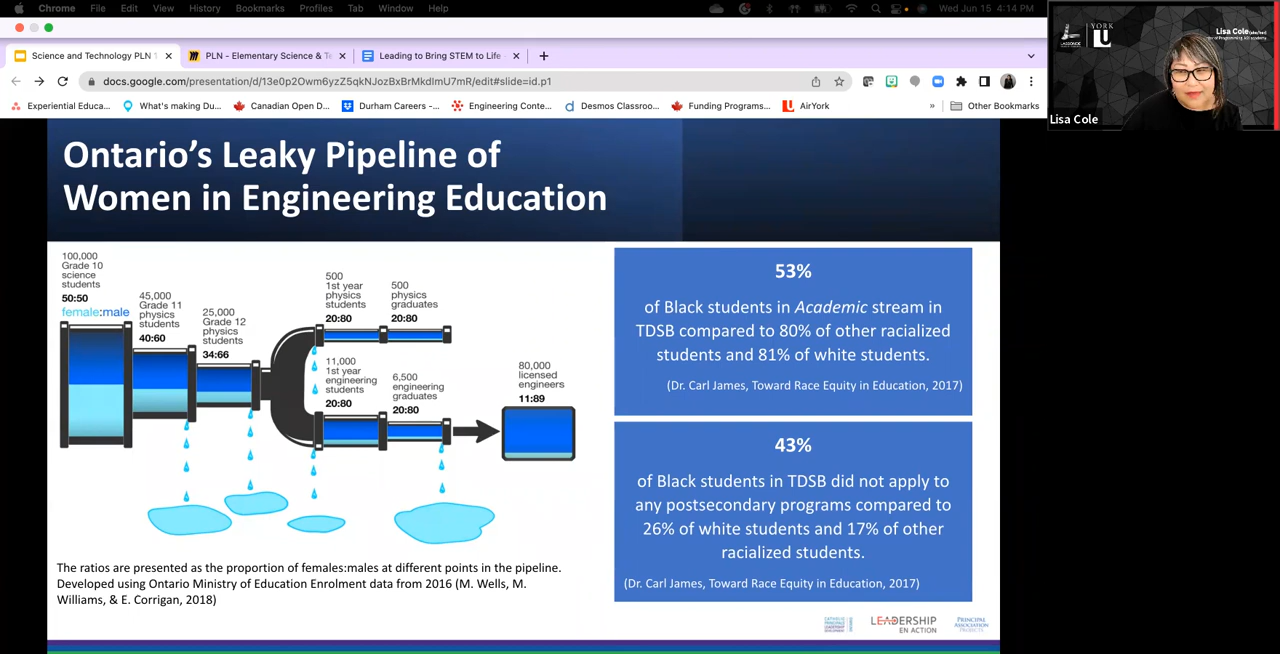 Chrome File Edit View History Bookmarks Profiles Tab Window Help
Wed Jun 15 4:14 PM
Science and Technology PLN
PLN - Elementary Science &
Leading to Bring STEM to Life
docs.google.com/presentation/d/13e0p2Owm6yzZ5qkNJozBxBrMkdlmU7mR/edit#slide=id.p1
Experiential Educa... What's making Du... Canadian Open D... Durham Careers -... Engineering Conte... Desmos Classroo... Funding Programs... AirYork » Other Bookmarks
LASSONDE
YORK U
Lisa Cole
Lisa Cole
Ontario's Leaky Pipeline of
Women in Engineering Education
100,000
Grade 10
science
students
50:50
female:male
45,000
Grade 11
physics
students
40:60
25,000
Grade 12
physics
students
34:66
500
1st year
physics
students
20:80
500
physics
graduates
20:80
11,000
1st year
engineering
students
20:80
6,500
engineering
graduates
20:80
80,000
licensed
engineers
11:89
The ratios are presented as the proportion of females:males at different points in the pipeline.
Developed using Ontario Ministry of Education Enrolment data from 2016 (M. Wells, M.
Williams, & E. Corrigan, 2018)
53%
of Black students in Academic stream in
TDSB compared to 80% of other racialized
students and 81% of white students.
(Dr. Carl James, Toward Race Equity in Education, 2017)
43%
of Black students in TDSB did not apply to
any postsecondary programs compared to
26% of white students and 17% of other
racialized students.
(Dr. Carl James, Toward Race Equity in Education, 2017)
LEADERSHIP
EN ACTION
PRINCIPAL
ASSOCIATION
PROJECTS